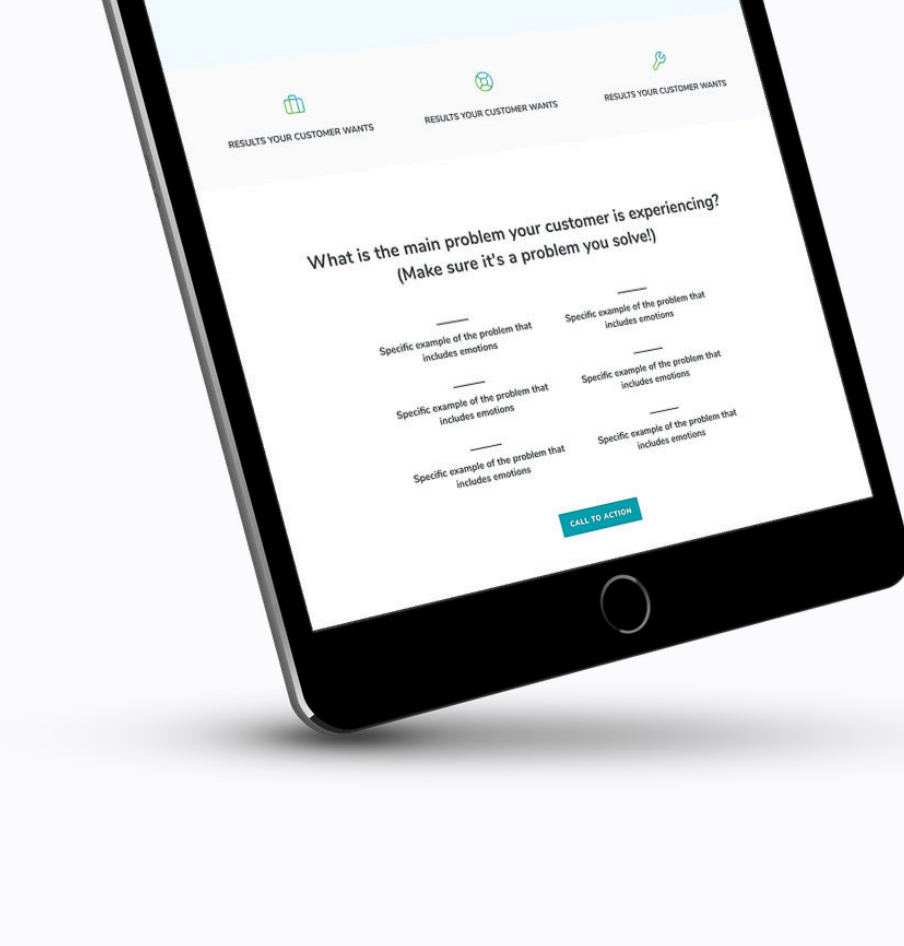 RESULTS YOUR CUSTOMER WANTS
RESULTS YOUR CUSTOMER WANTS
RESULTS YOUR CUSTOMER WANTS
What is the main problem your customer is experiencing?
(Make sure it's a problem you solve!)
Specific example of the problem that
includes emotions
Specific example of the problem that
includes emotions
Specific example of the problem that
includes emotions
Specific example of the problem that
includes emotions
Specific example of the problem that
includes emotions
Specific example of the problem that
includes emotions
CALL TO ACTION